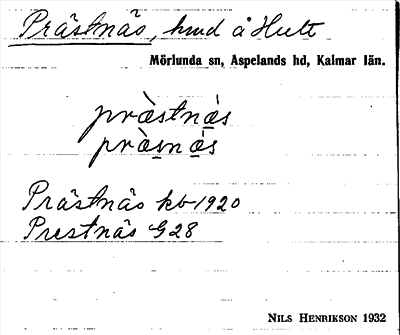 Prästnäs, hmd å Hult
Mörlunda sn, Aspelands hd, Kalmar län.
prästnäs
präsnäs
Prästnäs kb 1920
Prestnäs G28
NILS HENRIKSON 1932